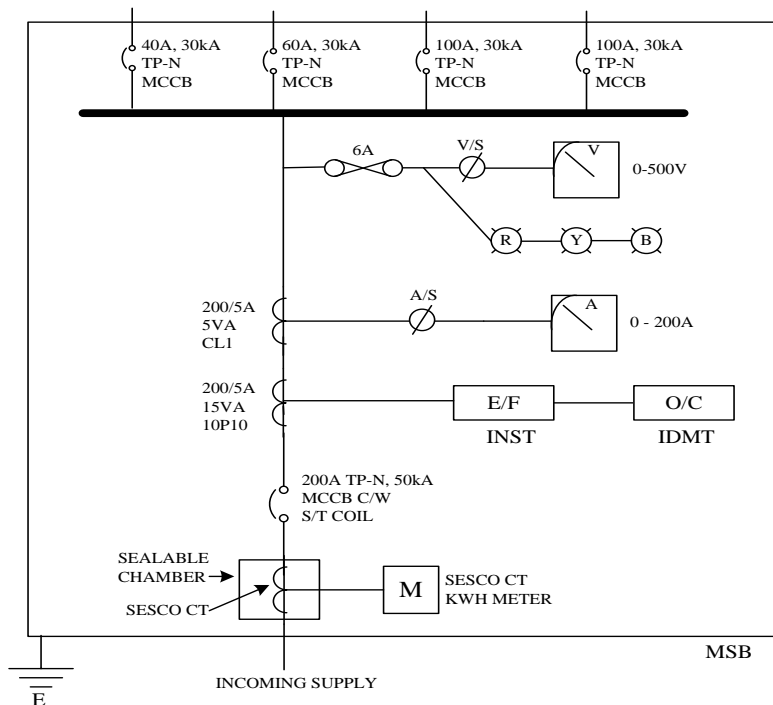 40A, 30kA
TP-N
MCCB
60A, 30kA
TP-N
MCCB
100A, 30kA
TP-N
MCCB
100A, 30kA
TP-N
MCCB
6A
V/S
V
0-500V
R
Y
B
200/5A
5VA
CL1
A/S
A
0 - 200A
200/5A
15VA
10P10
E/F
INST
O/C
IDMT
200A TP-N, 50kA
MCCB C/W
S/T COIL
SEALABLE
CHAMBER
SESCO CT
M
SESCO CT
KWH METER
MSB
E
INCOMING SUPPLY